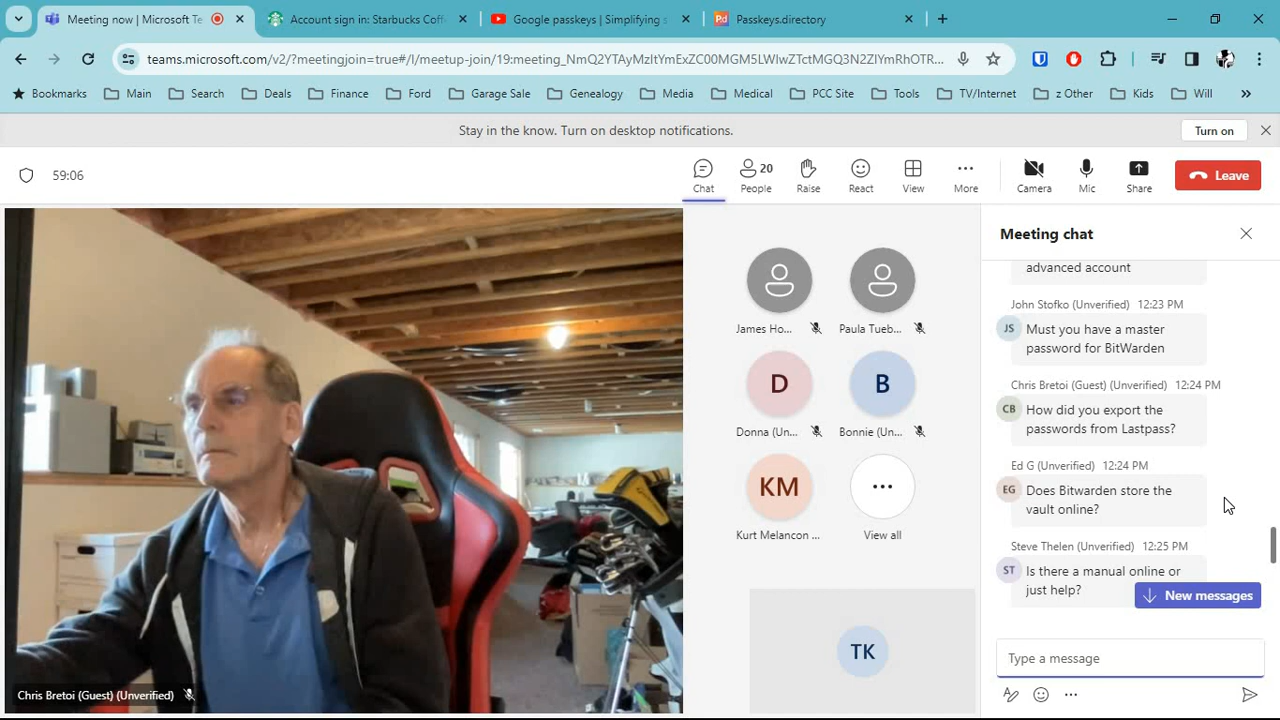 Meeting now | Microsoft Te
Account sign in: Starbucks Coff
Google passkeys | Simplifying s
Passkeys.directory
teams.microsoft.com/v2/?meetingjoin=true#/l/meetup-join/19:meeting_NmQ2YTAyMzItYmExZC00MGM5LWIwZTctMGQ3N2ZlYmRhOTR...
Bookmarks
Main
Search
Deals
Finance
Ford
Garage Sale
Genealogy
Media
Medical
PCC Site
Tools
TV/Internet
z Other
Kids
Will
Stay in the know. Turn on desktop notifications.
Turn on
59:06
Chat
People
20
Raise
React
View
More
Camera
Mic
Share
Leave
Chris Bretoi (Guest) (Unverified)
James Ho...
Paula Tueb...
D
B
Donna (Un...
Bonnie (Un...
KM
...
Kurt Melancon ...
View all
TK
Meeting chat
advanced account
John Stofko (Unverified) 12:23 PM
JS
Must you have a master
password for BitWarden
Chris Bretoi (Guest) (Unverified) 12:24 PM
CB
How did you export the
passwords from Lastpass?
Ed G (Unverified) 12:24 PM
EG
Does Bitwarden store the
vault online?
Steve Thelen (Unverified) 12:25 PM
ST
Is there a manual online or
just help?
New messages
Type a message